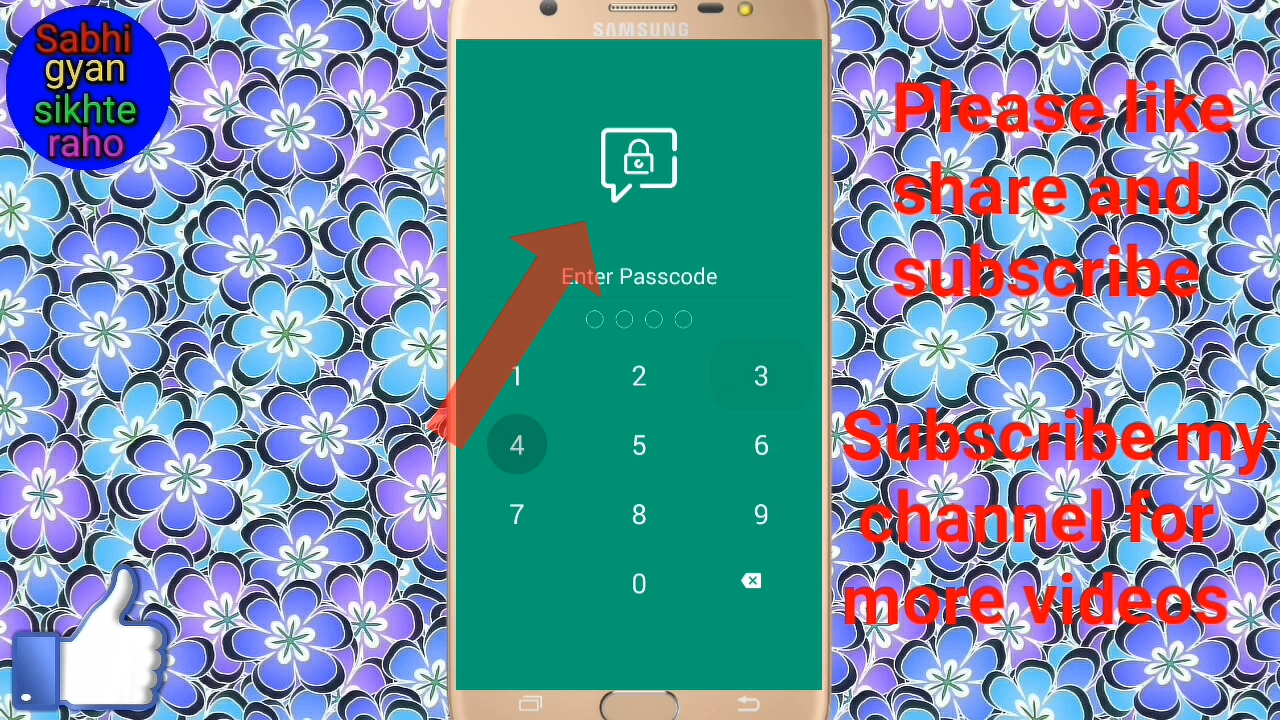 Sabhi
gyan
sikhte
raho
SAMSUNG
Enter Passcode
1 2 3
4 5 6
7 8 9
0
Please like
share and
subscribe
Subscribe my
channel for
more videos